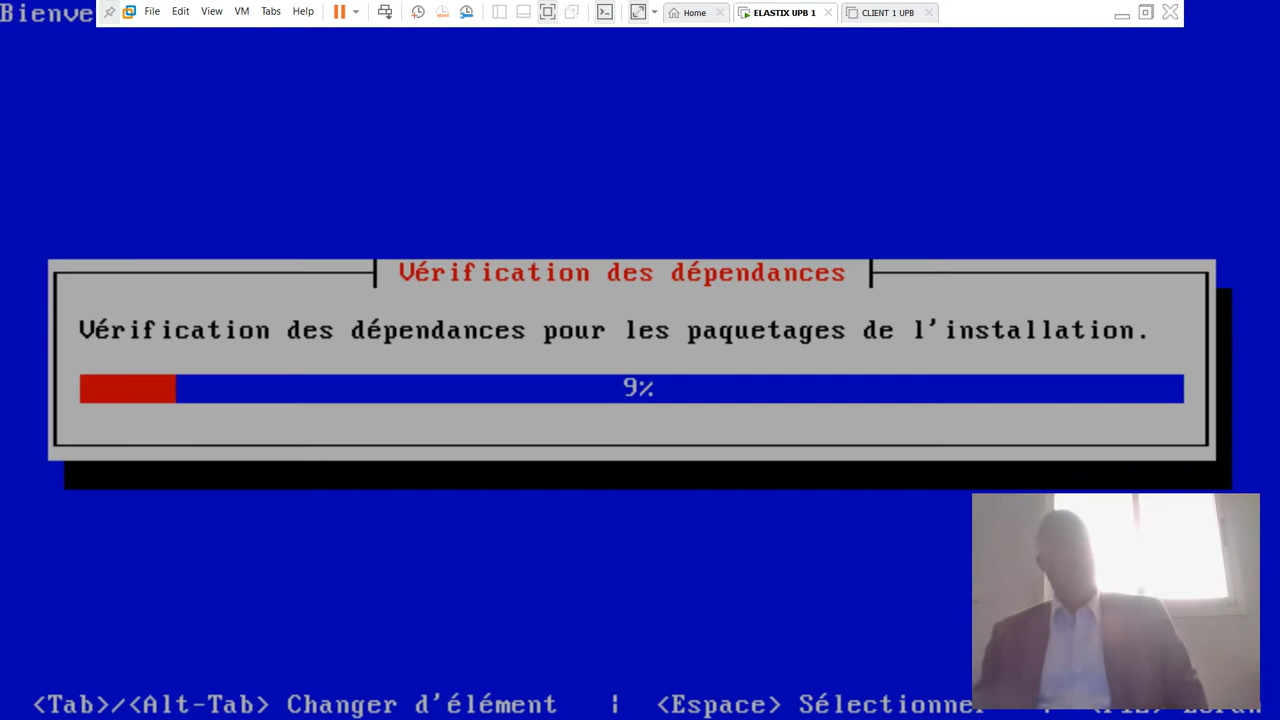 Bienve
File Edit View VM Tabs Help
Home
ELASTIX UPB 1
CLIENT 1 UPB
Vérification des dépendances
Vérification des dépendances pour les paquetages de l'installation.
9%
<Tab>/<Alt-Tab> Changer d'élément | <Espace> Sélectionner